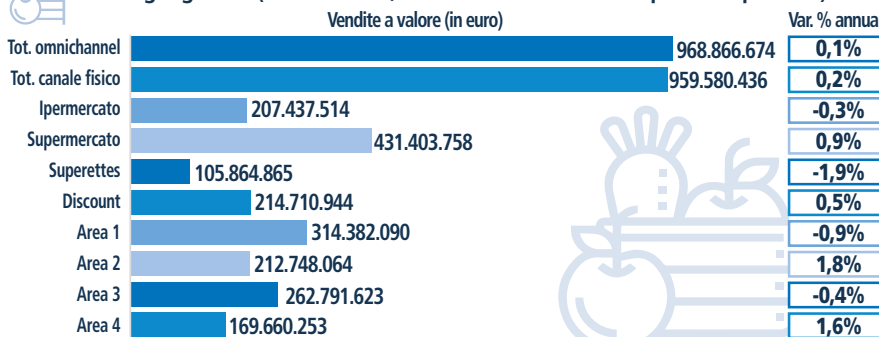 Vendite a valore (in euro) Var. % annua
Tot. omnichannel 968.866.674 0,1%
Tot. canale fisico 959.580.436 0,2%
Ipermercato 207.437.514 -0,3%
Supermercato 431.403.758 0,9%
Superettes 105.864.865 -1,9%
Discount 214.710.944 0,5%
Area 1 314.382.090 -0,9%
Area 2 212.748.064 1,8%
Area 3 262.791.623 -0,4%
Area 4 169.660.253 1,6%